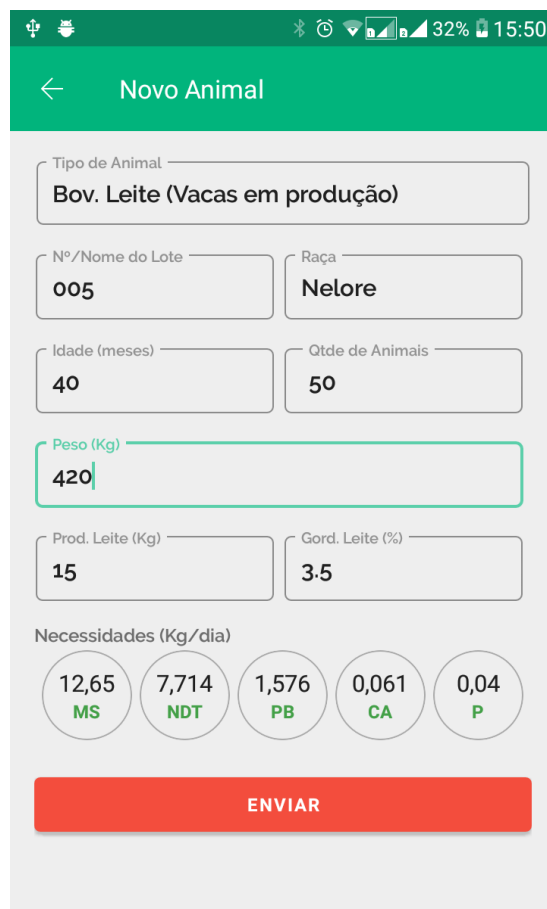 32% 15:50
Novo Animal
Tipo de Animal
Bov. Leite (Vacas em produção)
Nº/Nome do Lote Raça
005 Nelore
Idade (meses) Qtde de Animais
40 50
Peso (Kg)
420
Prod. Leite (Kg) Gord. Leite (%)
15 3.5
Necessidades (Kg/dia)
12,65 7,714 1,576 0,061 0,04
MS NDT PB CA P
ENVIAR